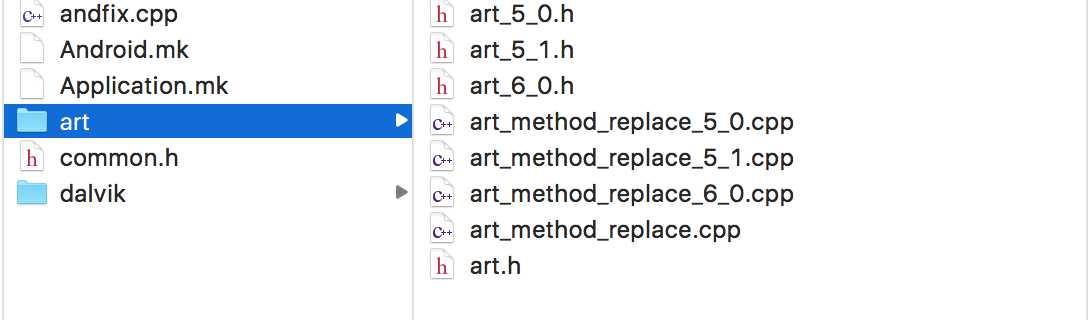 andfix.cpp
Android.mk
Application.mk
art
common.h
dalvik
art_5_0.h
art_5_1.h
art_6_0.h
art_method_replace_5_0.cpp
art_method_replace_5_1.cpp
art_method_replace_6_0.cpp
art_method_replace.cpp
art.h